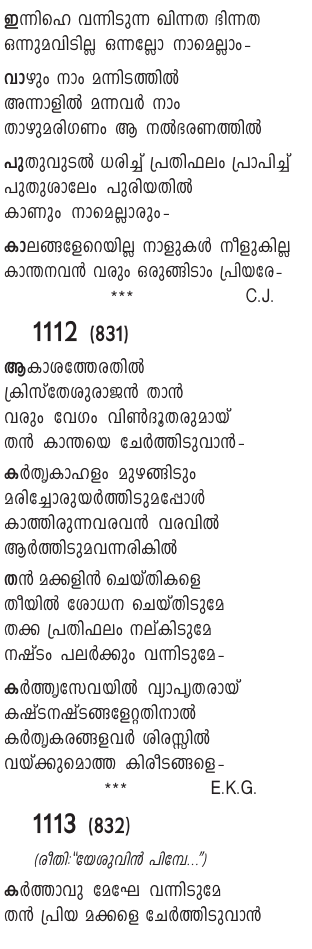 ഇന്നിഹെ വന്നിടുന്ന ഖിന്നത ഭിന്നത
ഒന്നുമവിടില്ല ഒന്നല്ലോ നാമെല്ലാം-
വാഴും നാം മന്നിടത്തിൽ
അന്നാളിൽ മന്നവർ നാം
താഴുമരിഗണം ആ നൽഭരണത്തിൽ
പുതുവുടൽ ധരിച്ച് പ്രതിഫലം പ്രാപിച്ച്
പുതുശാലേം പുരിയതിൽ
കാണും നാമെല്ലാരും-
കാലങ്ങളേറെയില്ല നാളുകൾ നീളുകില്ല
കാന്തനവൻ വരും ഒരുങ്ങിടാം പ്രിയരേ-
*** C.J.
1112 (831)
ആകാശത്തേരതിൽ
ക്രിസ്തേശുരാജൻ താൻ
വരും വേഗം വിൺദൂതരുമായ്
തൻ കാന്തയെ ചേർത്തിടുവാൻ-
കർതൃകാഹളം മുഴങ്ങിടും
മരിച്ചോരുയർത്തിടുമപ്പോൾ
കാത്തിരുന്നവരവൻ വരവിൽ
ആർത്തിടുമവന്നരികിൽ
തൻ മക്കളിൻ ചെയ്തികളെ
തീയിൽ ശോധന ചെയ്തിടുമേ
തക്ക പ്രതിഫലം നല്കിടുമേ
നഷ്ടം പലർക്കും വന്നിടുമേ-
കർത്തൃസേവയിൽ വ്യാപൃതരായ്
കഷ്ടനഷ്ടങ്ങളേറ്റതിനാൽ
കർതൃകരങ്ങളവർ ശിരസ്സിൽ
വയ്ക്കുമൊത്ത കിരീടങ്ങളെ-
*** E.K.G.
1113 (832)
(രീതി:"യേശുവിൻ പിമ്പേ...")
കർത്താവു മേഘേ വന്നിടുമേ
തൻ പ്രിയ മക്കളെ ചേർത്തിടുവാൻ